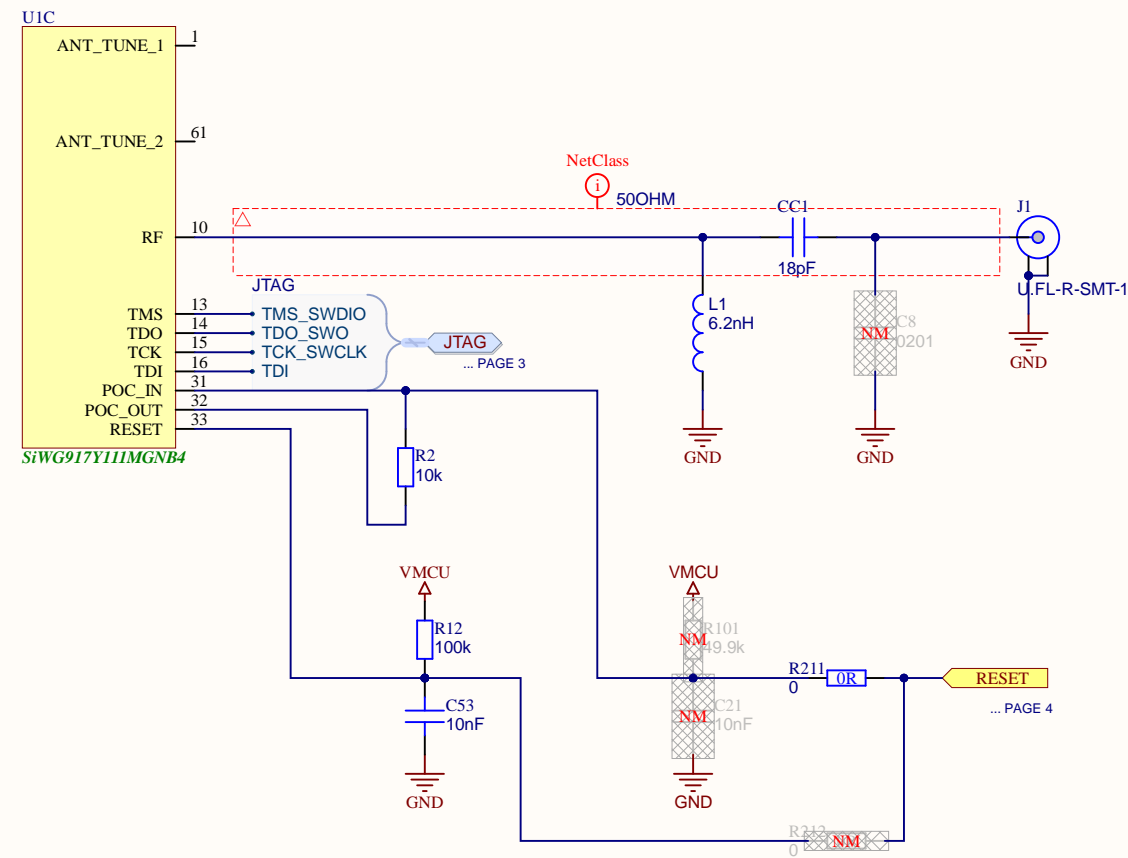 U1C
ANT_TUNE_1
1
ANT_TUNE_2
61
NetClass
i
50OHM
RF
10
CC1
18pF
J1
U.FL-R-SMT-1
JTAG
L1
6.2nH
NM
C8
0201
TMS
13
TMS_SWDIO
TDO
14
TDO_SWO
TCK
15
TCK_SWCLK
TDI
16
TDI
JTAG
... PAGE 3
POC_IN
31
POC_OUT
32
RESET
33
GND
GND
GND
SiWG917Y111MGNB4
R2
10k
VMCU
VMCU
R12
100k
NM
R101
49.9k
R211
0
0R
RESET
... PAGE 4
C53
10nF
NM
C21
10nF
GND
GND
R212
0
NM